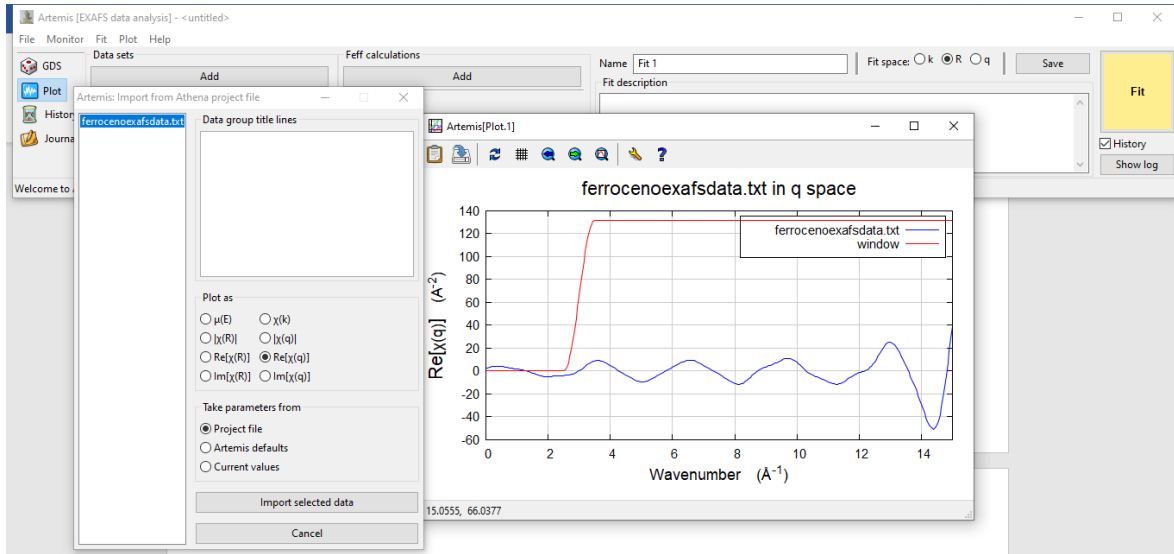 Artemis [EXAFS data analysis] - <untitled>
File Monitor Fit Plot Help
GDS
Plot
History
Journa
Data sets
Add
Feff calculations
Add
Name Fit 1
Fit space: k R q
Save
Fit description
Fit
History
Show log
Welcome to A
Artemis: Import from Athena project file
ferrocenoexafsdata.txt
Data group title lines
Plot as
μ(E) χ(k)
|χ(R)| |χ(q)|
Re[χ(R)] Re[χ(q)]
Im[χ(R)] Im[χ(q)]
Take parameters from
Project file
Artemis defaults
Current values
Import selected data
Cancel
Artemis[Plot.1]
ferrocenoexafsdata.txt in q space
ferrocenoexafsdata.txt
window
Re[χ(q)] (Å⁻²)
140
120
100
80
60
40
20
0
-20
-40
-60
0 2 4 6 8 10 12 14
Wavenumber (Å⁻¹)
15.0555, 66.0377